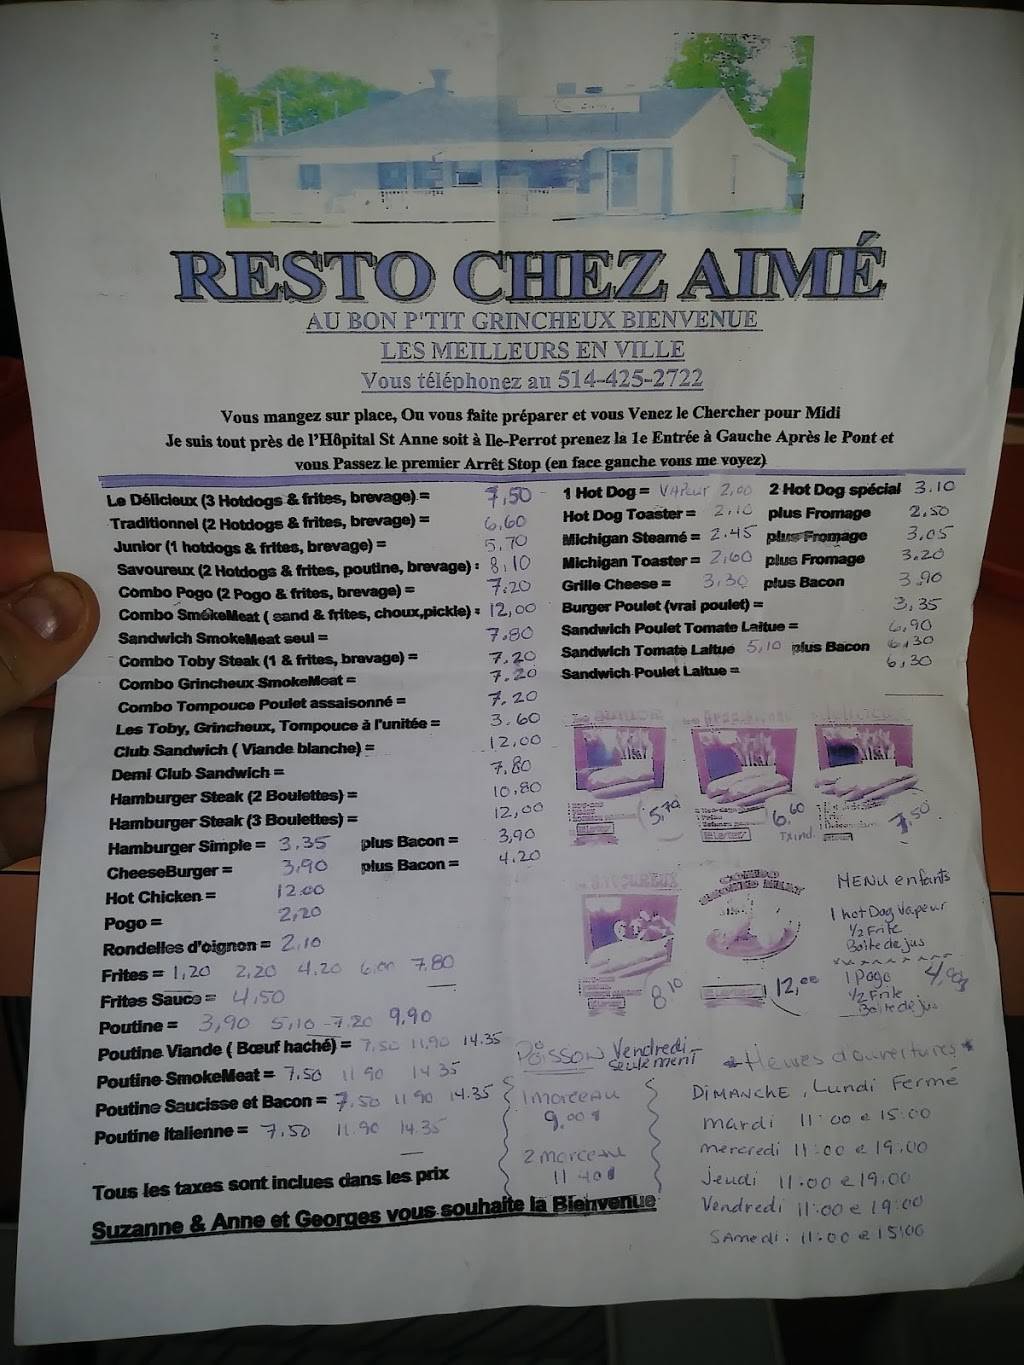 RESTO CHEZ AIMÉ
AU BON P'TIT GRINCHEUX BIENVENUE
LES MEILLEURS EN VILLE
Vous téléphonez au 514-425-2722
Vous mangez sur place, Ou vous faite préparer et vous Venez le Chercher pour Midi
Je suis tout près de l'Hôpital St Anne soit à Ile-Perrot prenez la 1e Entrée à Gauche Après le Pont et
vous Passez le premier Arrêt Stop (en face gauche vous me voyez)
Le Délicieux (3 Hotdogs & frites, brevage) = 7,50
Traditionnel (2 Hotdogs & frites, brevage) = 6,60
Junior (1 hotdogs & frites, brevage) = 5.70
Savoureux (2 Hotdogs & frites, poutine, brevage) : 8,10
Combo Pogo (2 Pogo & frites, brevage) = 7.20
Combo SmokeMeat ( sand & frites, choux,pickle) : 12,00
Sandwich SmokeMeat seul = 7.80
Combo Toby Steak (1 & frites, brevage) = 7.20
Combo Grincheux SmokeMeat = 7.20
Combo Tompouce Poulet assaisonné = 7.20
Les Toby, Grincheux, Tompouce à l'unitée = 3.60
Club Sandwich ( Viande blanche) = 12,00
Demi Club Sandwich = 7.80
Hamburger Steak (2 Boulettes) = 10,80
Hamburger Steak (3 Boulettes) = 12,00
Hamburger Simple = 3.35 plus Bacon = 3,90
CheeseBurger = 3,90 plus Bacon = 4.20
Hot Chicken = 12.00
Pogo = 2,20
Rondelles d'oignon = 2,10
Frites = 1,20 2,20 4.20 6.00 7,80
Frites Sauce = 4,50
Poutine = 3,90 5,10 - 7.20 9.90
Poutine Viande ( Bœuf haché) = 7,50 11,90 14.35
Poutine SmokeMeat = 7.50 11 90 14 35
Poutine Saucisse et Bacon = 7,50 11 90 14.35
Poutine Italienne = 7.50 11.90 14.35
Tous les taxes sont inclues dans les prix
Suzanne & Anne et Georges vous souhaite la Bienvenue
1 Hot Dog = VAPEUR 2,00 2 Hot Dog spécial 3.10
Hot Dog Toaster = 2,10 plus Fromage 2,50
Michigan Steamé = 2.45 plus Fromage 3,05
Michigan Toaster = 2,60 plus Fromage 3.20
Grille Cheese = 3,30 plus Bacon 3,90
Burger Poulet (vrai poulet) = 3,35
Sandwich Poulet Tomate Laitue = 6,90
Sandwich Tomate Laitue 5,10 plus Bacon 6,30
Sandwich Poulet Laitue = 6,30
5,70
6,60
TXind
7,50
COMBO
SMOKED MEAT
8,10
12,00
MENU enfants
1 hot Dog Vapeur
1/2 Frite
Boîte de jus
1 Pogo 4,90$
1/2 Frite
Boite de jus
POISSON Vendredi
seulement
1 morceau
9,00$
2 morceau
11 40$
Heures d'ouvertures
DIMANCHE, Lundi Fermé
mardi 11:00 e 15:00
mercredi 11:00 e 19:00
jeudi 11:00 e 19:00
Vendredi 11:00 e 19:00
SAMedi: 11:00 e 15:00